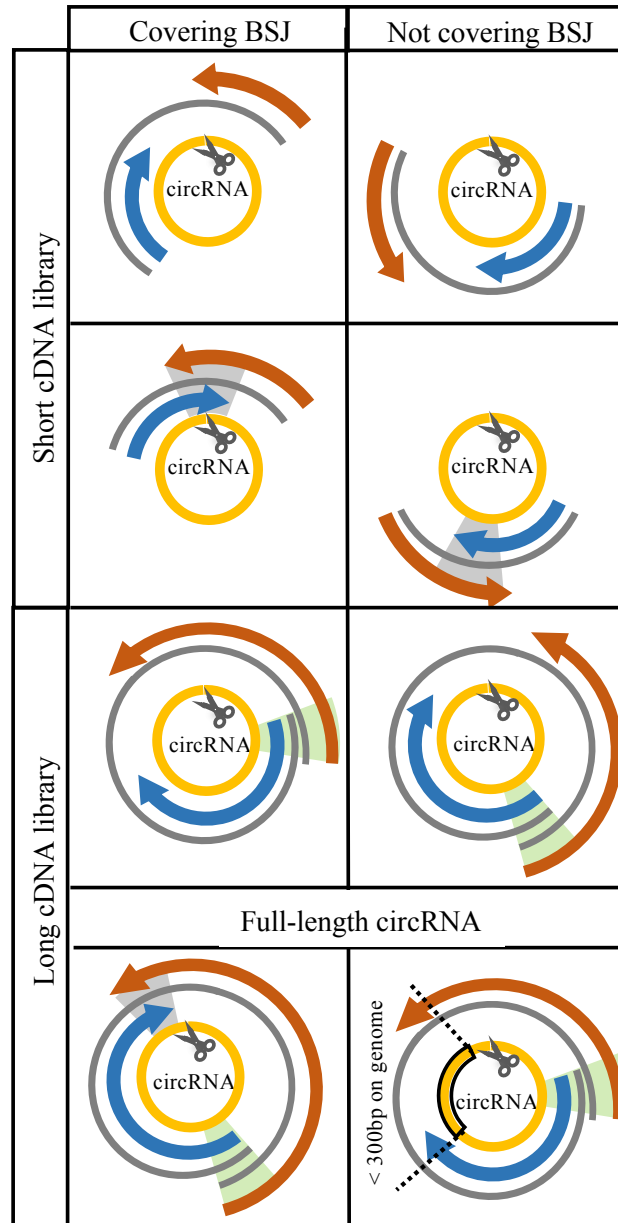 Covering BSJ
Not covering BSJ
Short cDNA library
circRNA
circRNA
circRNA
circRNA
Long cDNA library
circRNA
circRNA
Full-length circRNA
circRNA
< 300bp on genome
circRNA